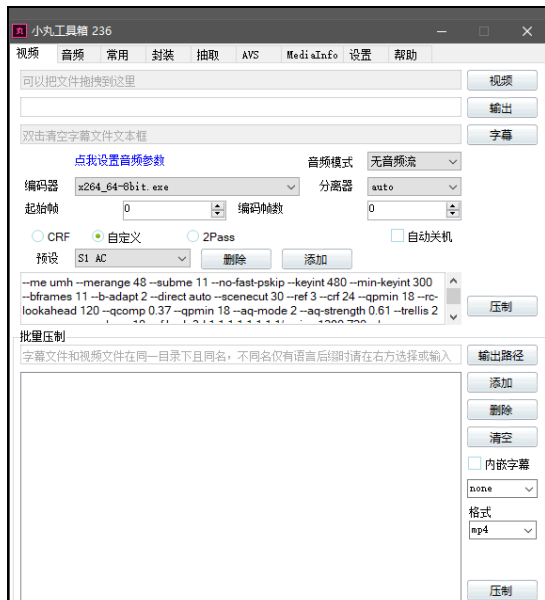 小丸工具箱 236
视频 音频 常用 封装 抽取 AVS MediaInfo 设置 帮助
可以把文件拖拽到这里 视频
输出
双击清空字幕文件文本框 字幕
点我设置音频参数 音频模式 无音频流
编码器 x264_64-8bit.exe 分离器 auto
起始帧 0 编码帧数 0
CRF 自定义 2Pass 自动关机
预设 S1 AC 删除 添加
--me umh --merange 48 --subme 11 --no-fast-pskip --keyint 480 --min-keyint 300
--bframes 11 --b-adapt 2 --direct auto --scenecut 30 --ref 3 --crf 24 --qpmin 18 --rc-
lookahead 120 --qcomp 0.37 --qpmin 18 --aq-mode 2 --aq-strength 0.61 --trellis 2
压制
批量压制
字幕文件和视频文件在同一目录下且同名，不同名仅有语言后缀时请在右方选择或输入 输出路径
添加
删除
清空
内嵌字幕
none
格式
mp4
压制